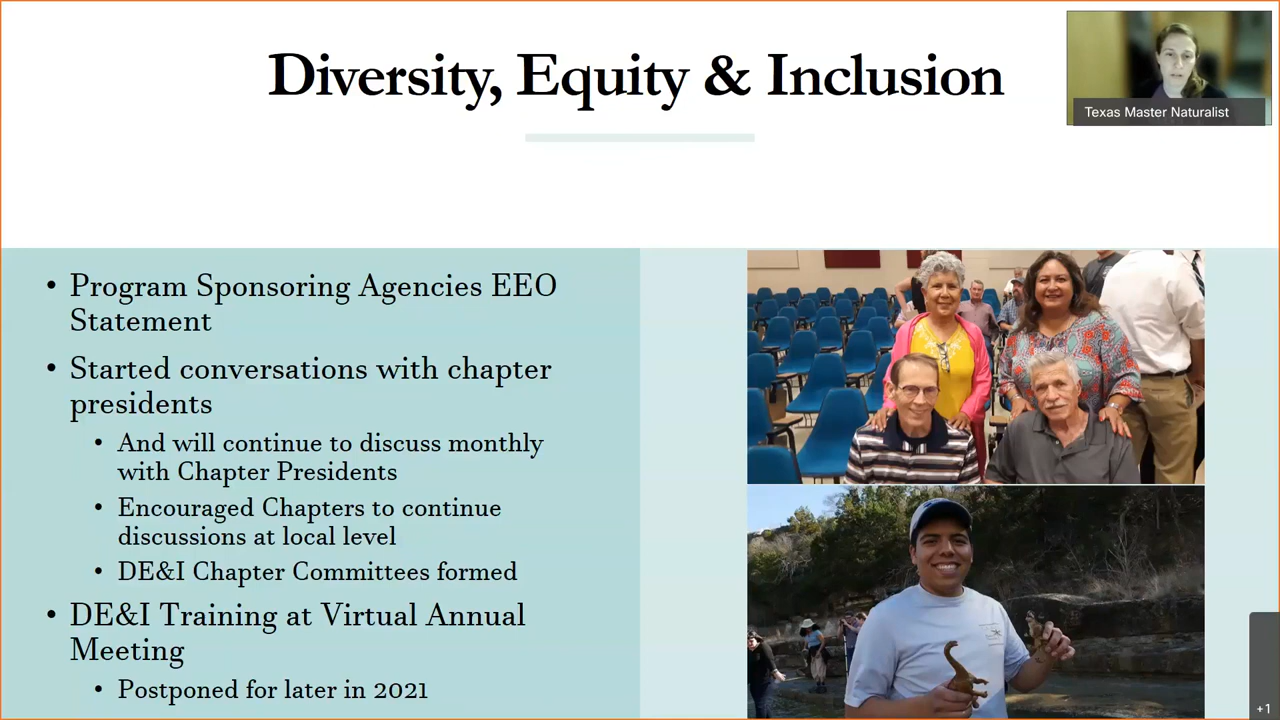 Diversity, Equity & Inclusion
Texas Master Naturalist
• Program Sponsoring Agencies EEO
Statement
• Started conversations with chapter
presidents
• And will continue to discuss monthly
with Chapter Presidents
• Encouraged Chapters to continue
discussions at local level
• DE&I Chapter Committees formed
• DE&I Training at Virtual Annual
Meeting
• Postponed for later in 2021
+1